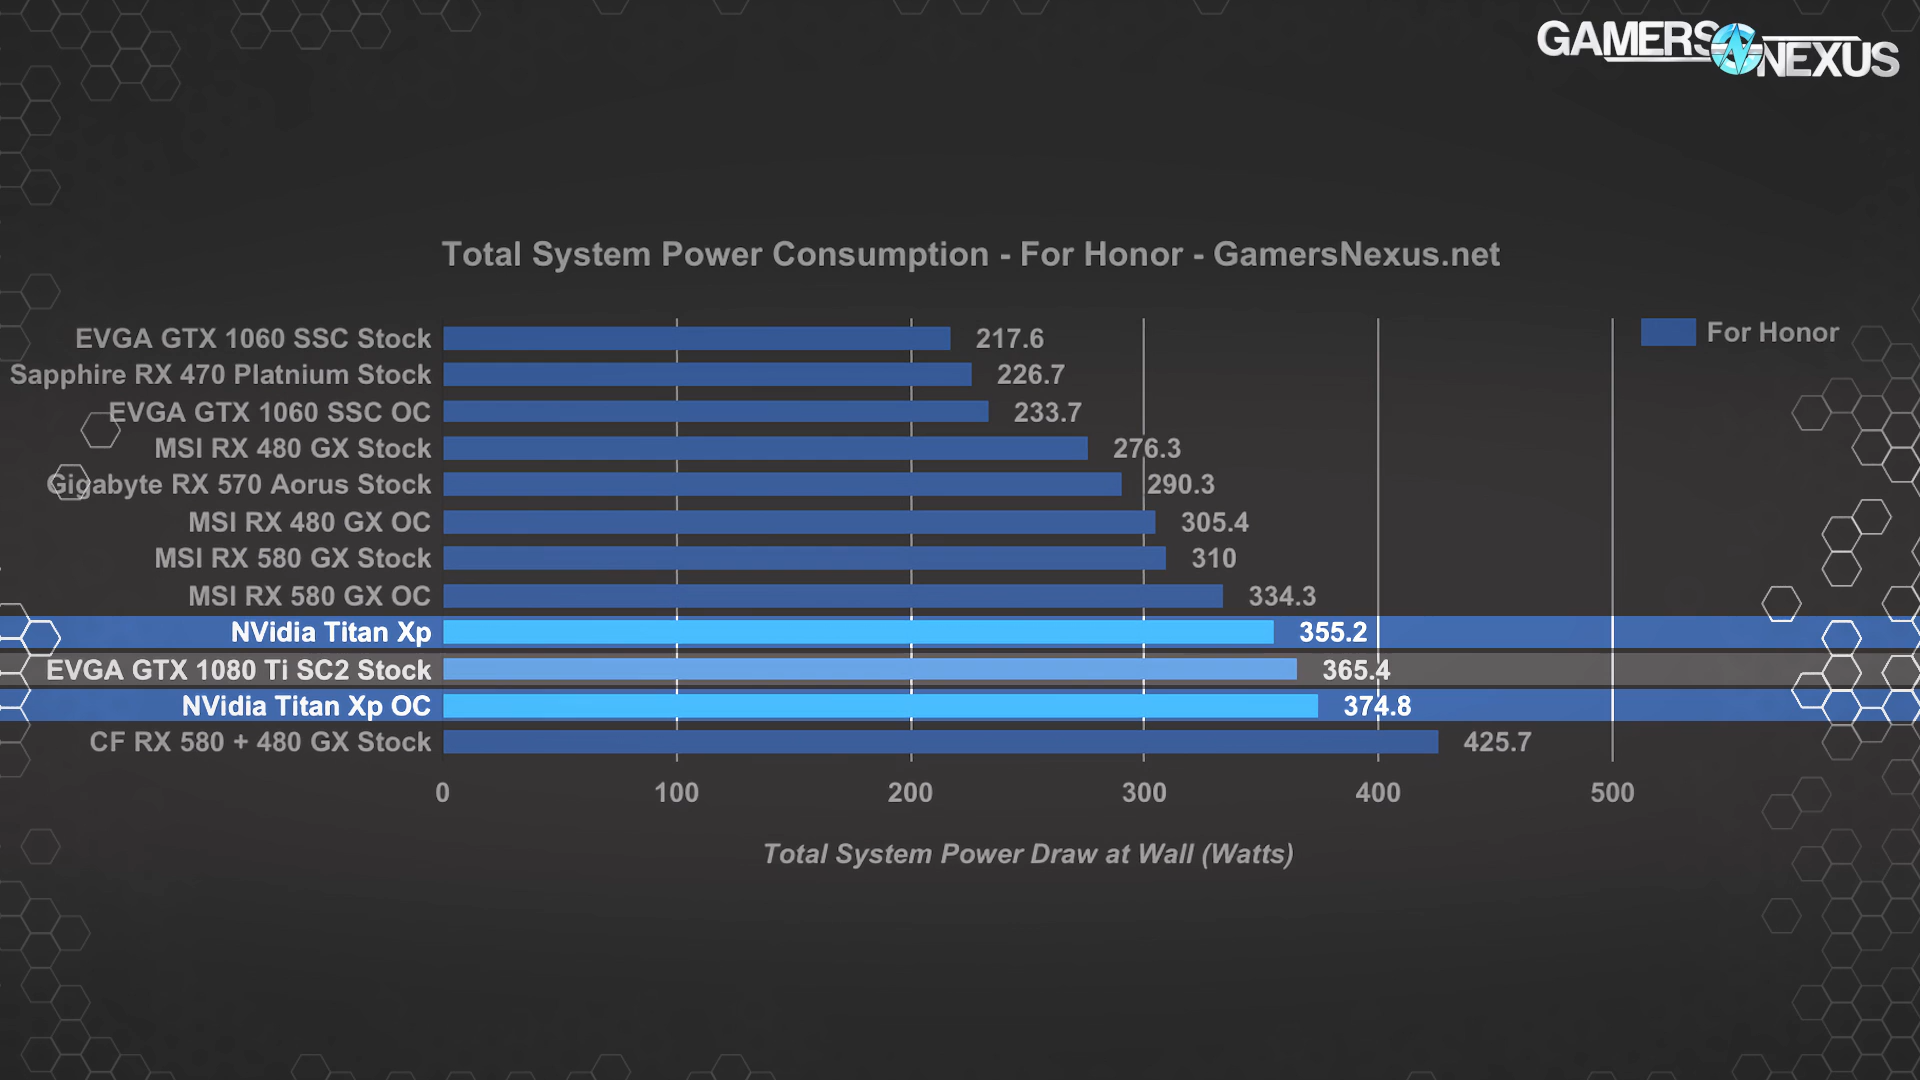 GAMERS NEXUS
Total System Power Consumption - For Honor - GamersNexus.net
For Honor
EVGA GTX 1060 SSC Stock 217.6
Sapphire RX 470 Platnium Stock 226.7
EVGA GTX 1060 SSC OC 233.7
MSI RX 480 GX Stock 276.3
Gigabyte RX 570 Aorus Stock 290.3
MSI RX 480 GX OC 305.4
MSI RX 580 GX Stock 310
MSI RX 580 GX OC 334.3
NVidia Titan Xp 355.2
EVGA GTX 1080 Ti SC2 Stock 365.4
NVidia Titan Xp OC 374.8
CF RX 580 + 480 GX Stock 425.7
0 100 200 300 400 500
Total System Power Draw at Wall (Watts)